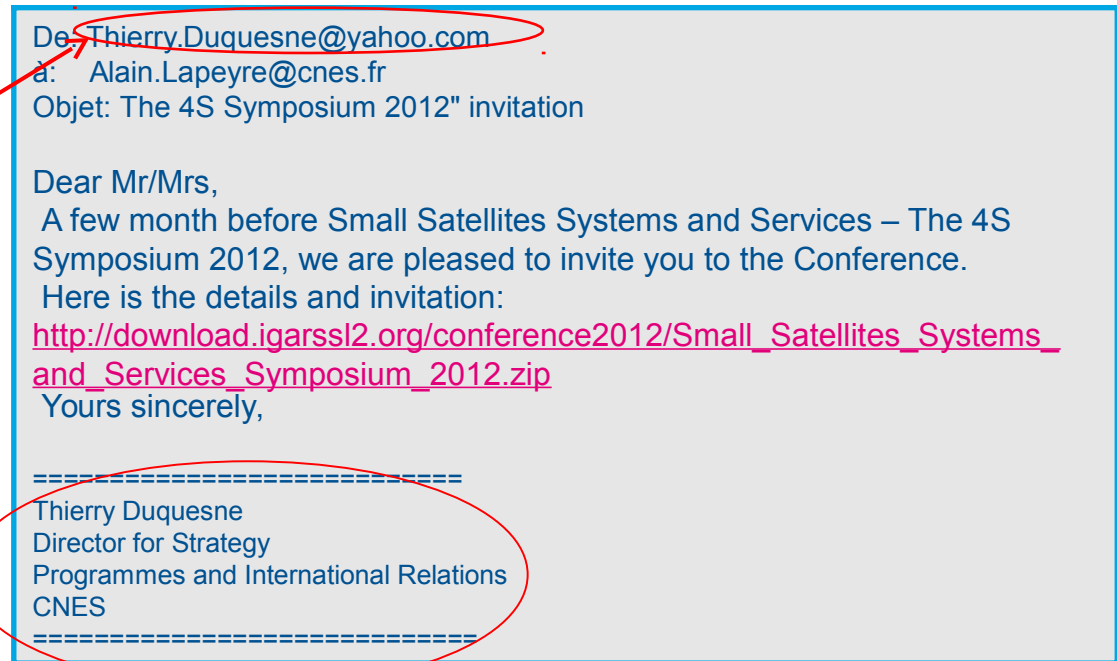 De: Thierry.Duquesne@yahoo.com
à: Alain.Lapeyre@cnes.fr
Objet: The 4S Symposium 2012" invitation
Dear Mr/Mrs,
A few month before Small Satellites Systems and Services – The 4S
Symposium 2012, we are pleased to invite you to the Conference.
Here is the details and invitation:
http://download.igarssl2.org/conference2012/Small_Satellites_Systems_
and_Services_Symposium_2012.zip
Yours sincerely,
============================
Thierry Duquesne
Director for Strategy
Programmes and International Relations
CNES
=============================